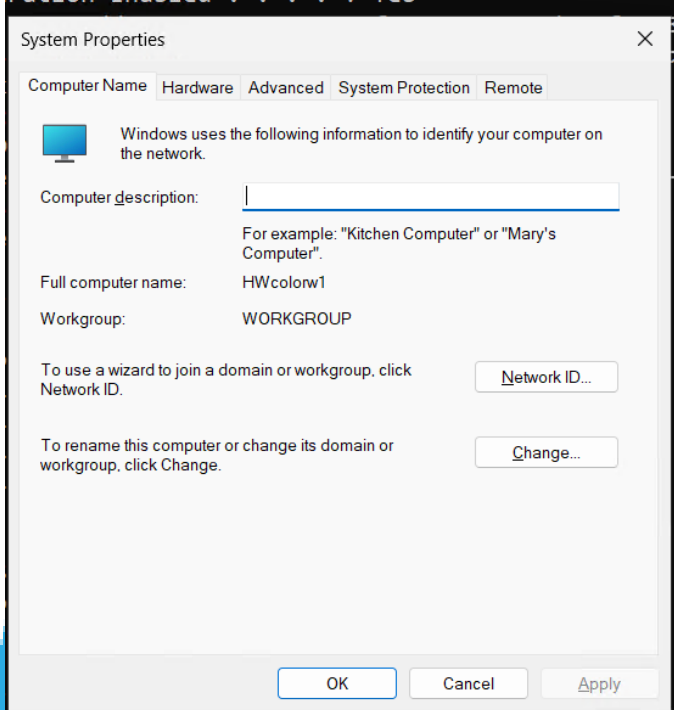 System Properties
Computer Name Hardware Advanced System Protection Remote
Windows uses the following information to identify your computer on
the network.
Computer description:
For example: "Kitchen Computer" or "Mary's
Computer".
Full computer name: HWcolorw1
Workgroup: WORKGROUP
To use a wizard to join a domain or workgroup, click
Network ID.
Network ID...
To rename this computer or change its domain or
workgroup, click Change.
Change...
OK Cancel Apply